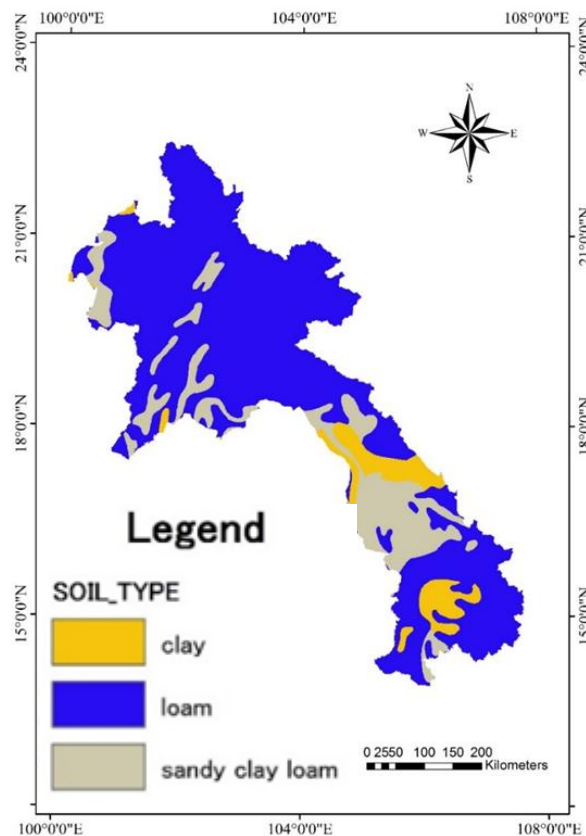 100°0'0"E 104°0'0"E 108°0'0"E
24°0'0"N 24°0'0"N
N
W E
S
21°0'0"N 21°0'0"N
18°0'0"N 18°0'0"N
Legend
SOIL_TYPE
clay
15°0'0"N 15°0'0"N
loam
sandy clay loam
0 2550 100 150 200
Kilometers
100°0'0"E 104°0'0"E 108°0'0"E